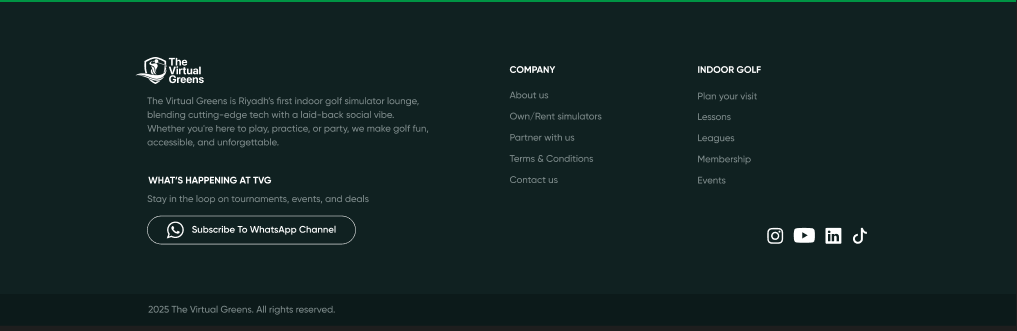 The
Virtual
Greens
The Virtual Greens is Riyadh's first indoor golf simulator lounge,
blending cutting-edge tech with a laid-back social vibe.
Whether you're here to play, practice, or party, we make golf fun,
accessible, and unforgettable.
WHAT'S HAPPENING AT TVG
Stay in the loop on tournaments, events, and deals
Subscribe To WhatsApp Channel
COMPANY
About us
Own/Rent simulators
Partner with us
Terms & Conditions
Contact us
INDOOR GOLF
Plan your visit
Lessons
Leagues
Membership
Events
in
2025 The Virtual Greens. All rights reserved.